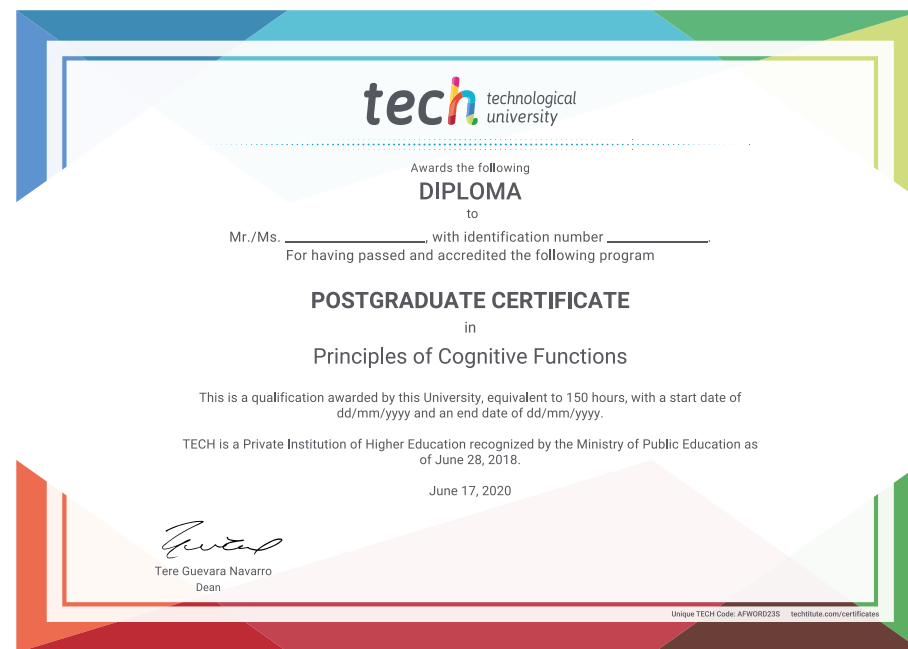 tech technological
university
Awards the following
DIPLOMA
to
Mr./Ms. ____________________, with identification number __________________.
For having passed and accredited the following program
POSTGRADUATE CERTIFICATE
in
Principles of Cognitive Functions
This is a qualification awarded by this University, equivalent to 150 hours, with a start date of
dd/mm/yyyy and an end date of dd/mm/yyyy.
TECH is a Private Institution of Higher Education recognized by the Ministry of Public Education as
of June 28, 2018.
June 17, 2020
Tere Guevara Navarro
Dean
Unique TECH Code: AFWORD23S techtitute.com/certificates